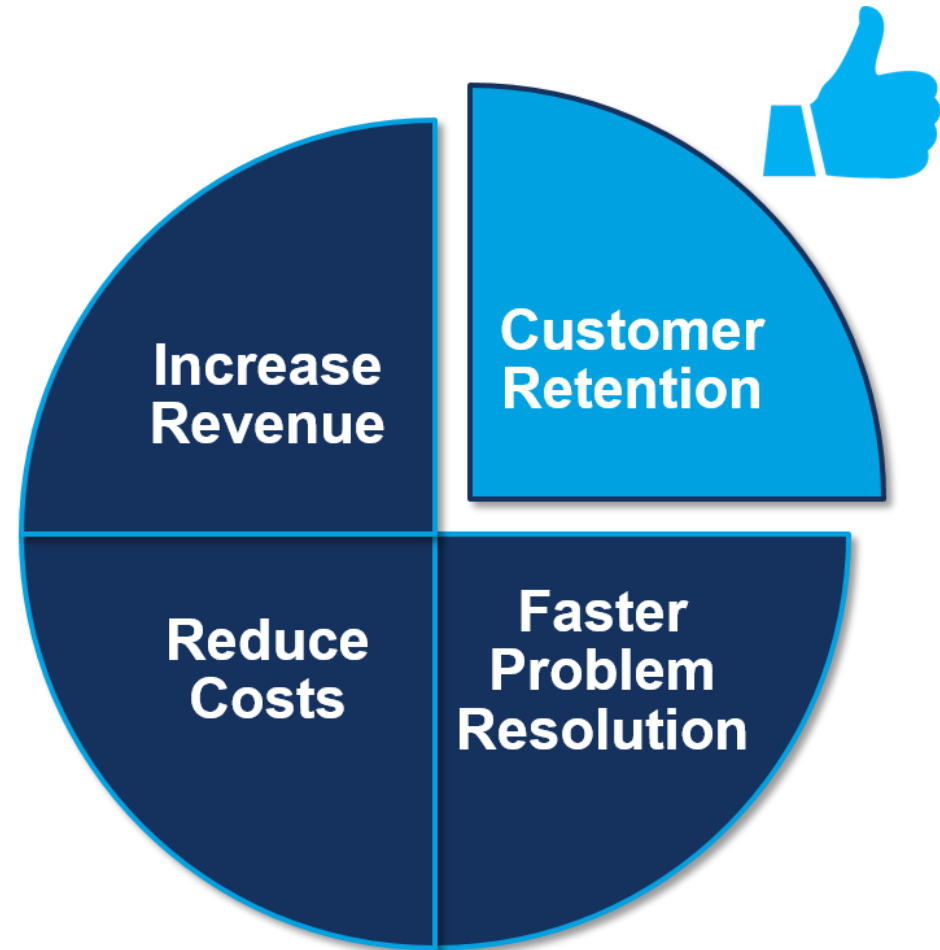 Increase
Revenue
Customer
Retention
Reduce
Costs
Faster
Problem
Resolution